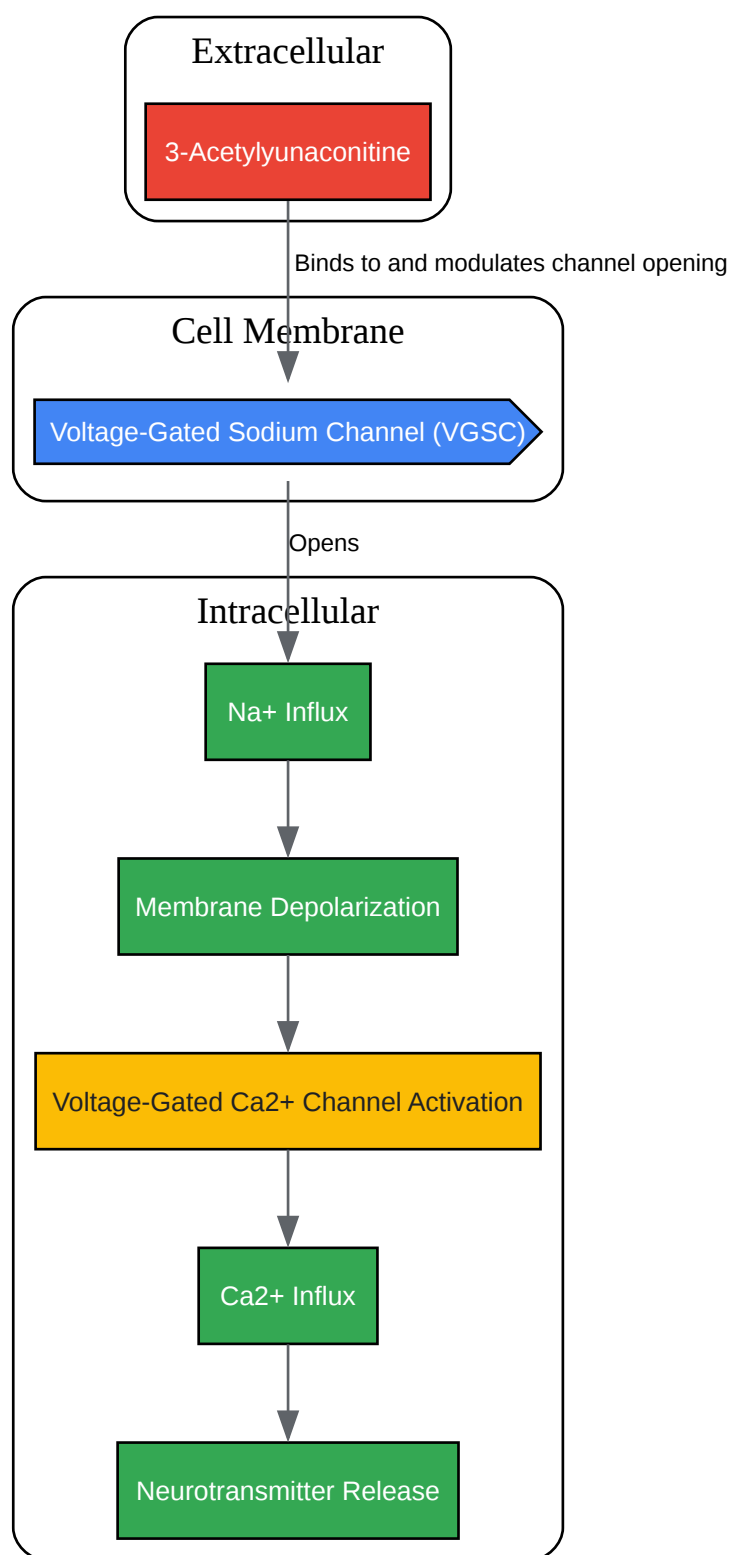 Extracellular
3-Acetylyunaconitine
Binds to and modulates channel opening
Cell Membrane
Voltage-Gated Sodium Channel (VGSC)
Opens
Intracellular
Na+ Influx
Membrane Depolarization
Voltage-Gated Ca2+ Channel Activation
Ca2+ Influx
Neurotransmitter Release